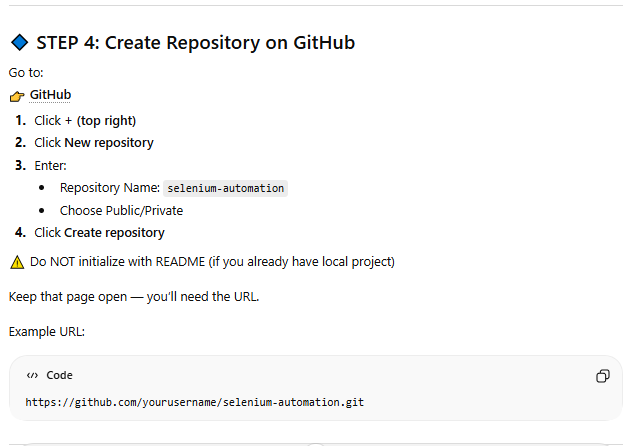 🔷 STEP 4: Create Repository on GitHub
Go to:
👉 GitHub
1. Click + (top right)
2. Click New repository
3. Enter:
• Repository Name: selenium-automation
• Choose Public/Private
4. Click Create repository
⚠️ Do NOT initialize with README (if you already have local project)
Keep that page open — you'll need the URL.
Example URL:
</> Code
https://github.com/yourusername/selenium-automation.git